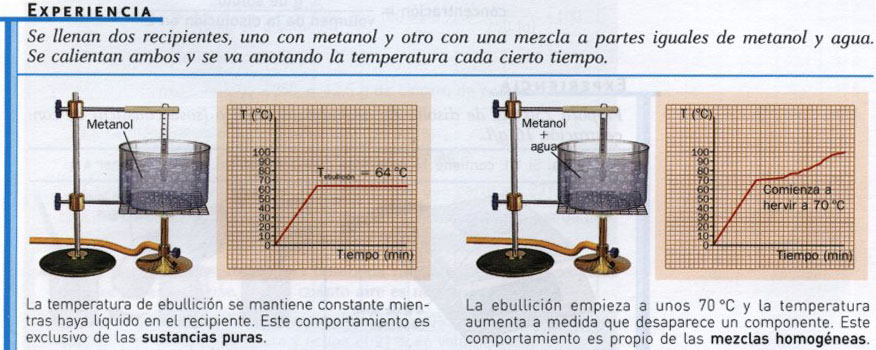 EXPERIENCIA
Se llenan dos recipientes, uno con metanol y otro con una mezcla a partes iguales de metanol y agua.
Se calientan ambos y se va anotando la temperatura cada cierto tiempo.
Metanol
T (°C)
100
90
80
70
60
50
40
30
20
10
0
T ebullición = 64 °C
Tiempo (min)
La temperatura de ebullición se mantiene constante mien-
tras haya líquido en el recipiente. Este comportamiento es
exclusivo de las sustancias puras.
Metanol
+
agua
T (°C)
100
90
80
70
60
50
40
30
20
10
0
Comienza a
hervir a 70 °C
Tiempo (min)
La ebullición empieza a unos 70 °C y la temperatura
aumenta a medida que desaparece un componente. Este
comportamiento es propio de las mezclas homogéneas.